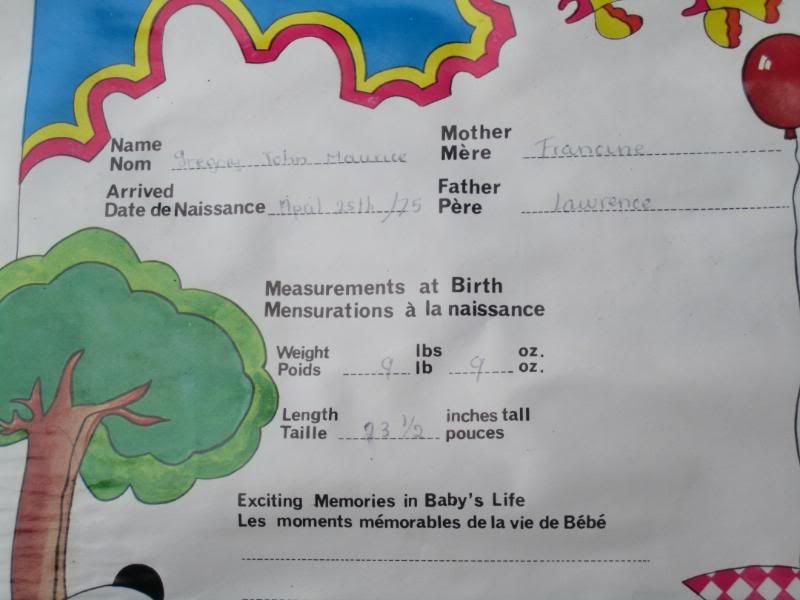 Name
Nom Gregory John Maurice
Mother
Mère Francine
Arrived
Date de Naissance April 25th /75
Father
Père Lawrence
Measurements at Birth
Mensurations à la naissance
Weight lbs oz.
Poids 9 lb 9 oz.
Length inches tall
Taille 23 1/2 pouces
Exciting Memories in Baby's Life
Les moments mémorables de la vie de Bébé